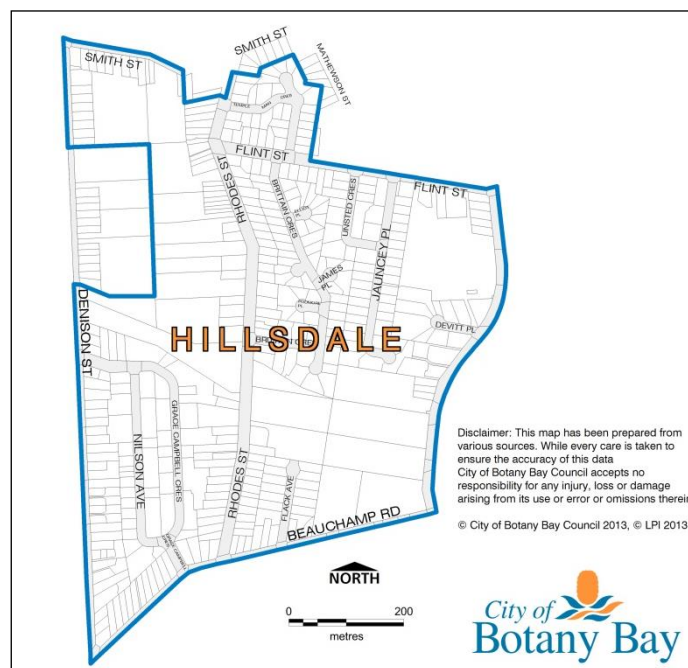 SMITH ST
SMITH ST
MATHEWSON ST
FLINT ST
FLINT ST
RHODES ST
BRITTAIN CRES
UNSTED CRES
JAUNCEY PL
JAMES PL
DEVITT PL
DENISON ST
HILLSDALE
NILSON AVE
GRACE CAMPBELL CRES
RHODES ST
FLACK AVE
BEAUCHAMP RD
Disclaimer: This map has been prepared from
various sources. While every care is taken to
ensure the accuracy of this data
City of Botany Bay Council accepts no
responsibility for any injury, loss or damage
arising from its use or error or omissions therein
© City of Botany Bay Council 2013, © LPI 2013
NORTH
0 200
metres
City of
Botany Bay